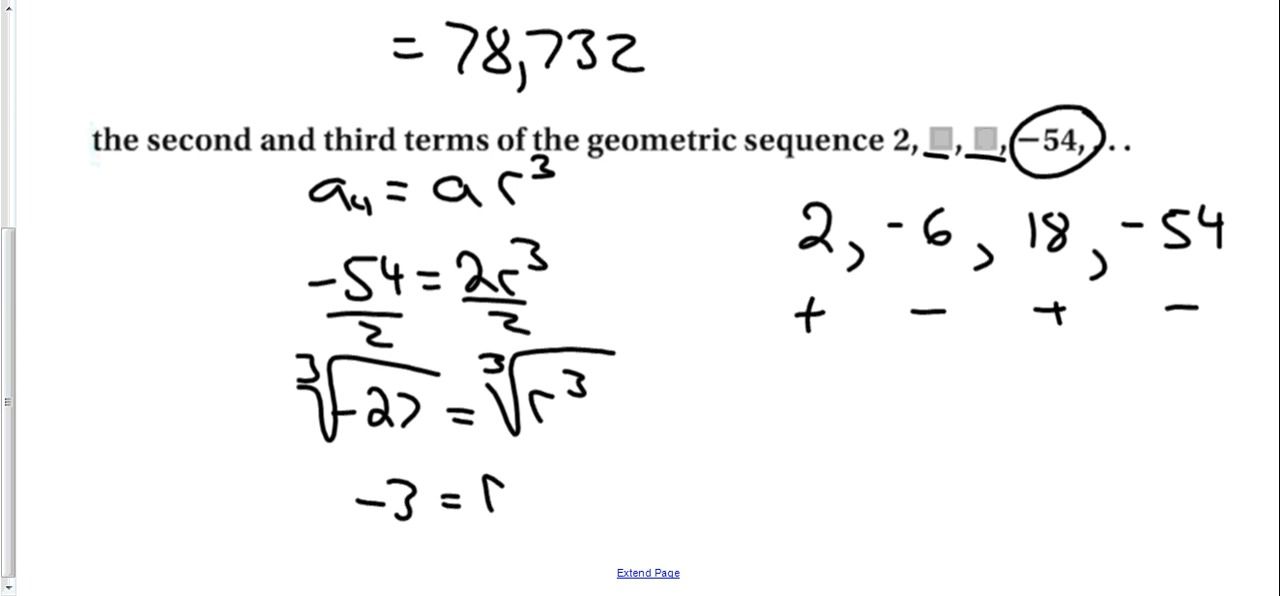 = 78,732
the second and third terms of the geometric sequence 2, □, □, −54, . . .
a₄ = a r³
2, -6, 18, -54
-54/2 = 2r³/2
+ - + -
³√-27 = ³√r³
-3 = r
Extend Page